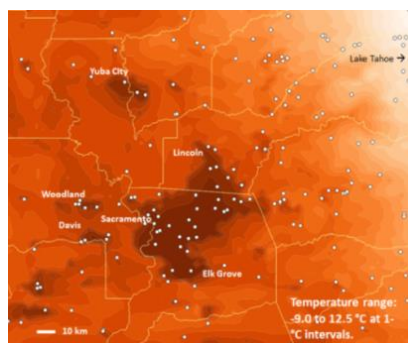 Lake Tahoe →
Yuba City
Lincoln
Woodland
Davis
Sacramento
Elk Grove
Temperature range:
-9.0 to 12.5 °C at 1-
°C intervals.
10 km